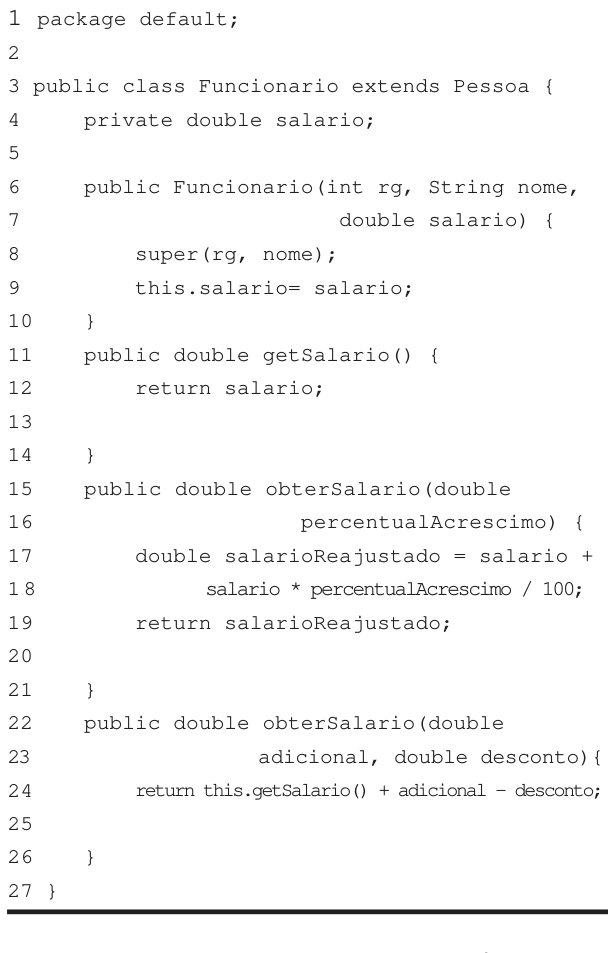 1 package default;
2
3 public class Funcionario extends Pessoa {
4     private double salario;
5
6     public Funcionario(int rg, String nome,
7                         double salario) {
8         super(rg, nome);
9         this.salario= salario;
10     }
11     public double getSalario() {
12         return salario;
13
14     }
15     public double obterSalario(double
16                      percentualAcrescimo) {
17         double salarioReajustado = salario +
18               salario * percentualAcrescimo / 100;
19         return salarioReajustado;
20
21     }
22     public double obterSalario(double
23                   adicional, double desconto){
24         return this.getSalario() + adicional – desconto;
25
26     }
27 }